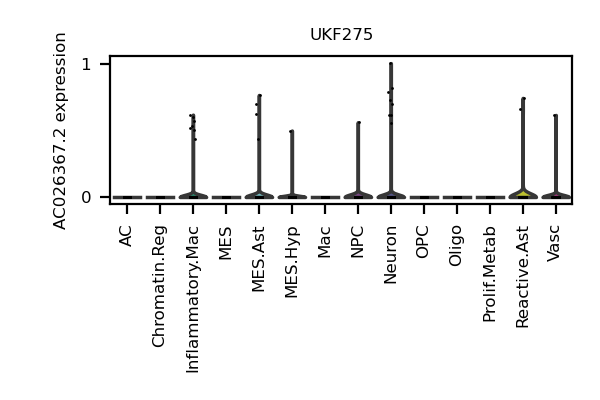 UKF275
AC026367.2 expression
1
0
AC
Chromatin.Reg
Inflammatory.Mac
MES
MES.Ast
MES.Hyp
Mac
NPC
Neuron
OPC
Oligo
Prolif.Metab
Reactive.Ast
Vasc